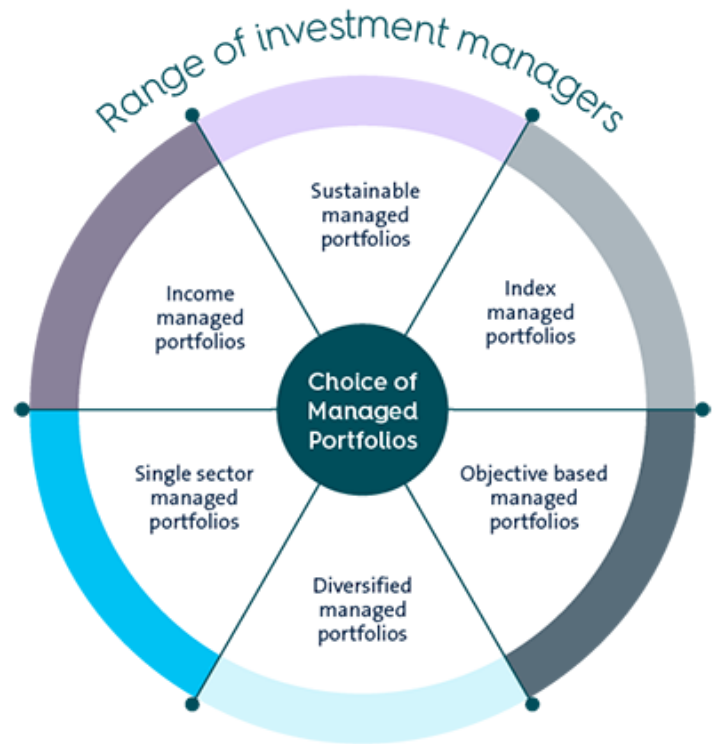 Range of investment managers
Sustainable
managed
portfolios
Income
managed
portfolios
Index
managed
portfolios
Choice of
Managed
Portfolios
Single sector
managed
portfolios
Objective based
managed
portfolios
Diversified
managed
portfolios